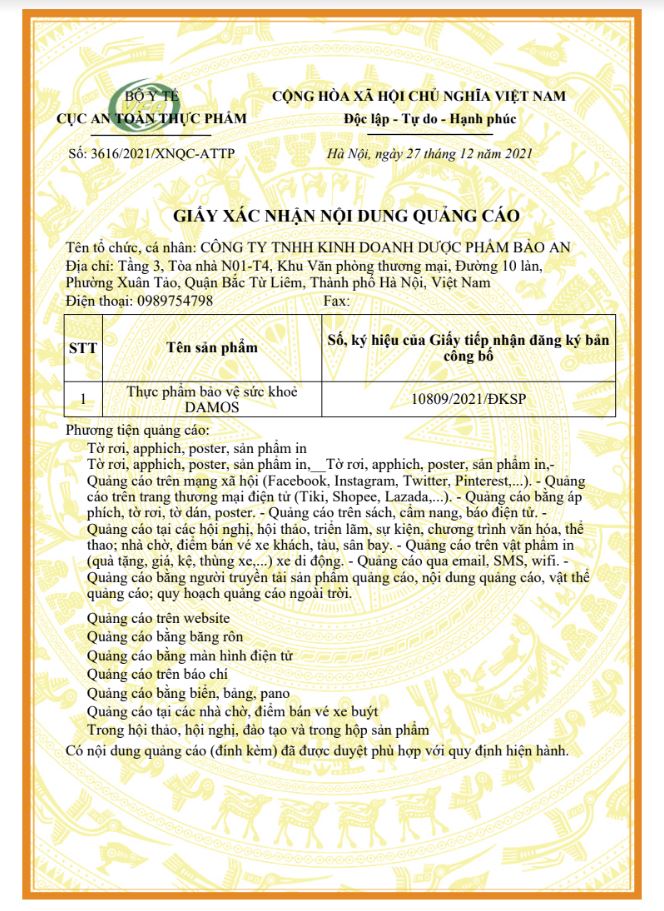 BỘ Y TẾ
CỤC AN TOÀN THỰC PHẨM
CỘNG HÒA XÃ HỘI CHỦ NGHĨA VIỆT NAM
Độc lập - Tự do - Hạnh phúc
Số: 3616/2021/XNQC-ATTP
Hà Nội, ngày 27 tháng 12 năm 2021
GIẤY XÁC NHẬN NỘI DUNG QUẢNG CÁO
Tên tổ chức, cá nhân: CÔNG TY TNHH KINH DOANH DƯỢC PHẨM BẢO AN
Địa chỉ: Tầng 3, Tòa nhà N01-T4, Khu Văn phòng thương mại, Đường 10 làn,
Phường Xuân Tảo, Quận Bắc Từ Liêm, Thành phố Hà Nội, Việt Nam
Điện thoại: 0989754798 Fax:
STT
Tên sản phẩm
Số, ký hiệu của Giấy tiếp nhận đăng ký bản
công bố
1
Thực phẩm bảo vệ sức khoẻ
DAMOS
10809/2021/ĐKSP
Phương tiện quảng cáo:
Tờ rơi, apphich, poster, sản phẩm in
Tờ rơi, apphich, poster, sản phẩm in,__Tờ rơi, apphich, poster, sản phẩm in,-
Quảng cáo trên mạng xã hội (Facebook, Instagram, Twitter, Pinterest,...). - Quảng
cáo trên trang thương mại điện tử (Tiki, Shopee, Lazada,...). - Quảng cáo bằng áp
phích, tờ rơi, tờ dán, poster. - Quảng cáo trên sách, cẩm nang, báo điện tử. -
Quảng cáo tại các hội nghị, hội thảo, triển lãm, sự kiện, chương trình văn hóa, thể
thao; nhà chờ, điểm bán vé xe khách, tàu, sân bay. - Quảng cáo trên vật phẩm in
(quà tặng, giá, kệ, thùng xe,...) xe di động. - Quảng cáo qua email, SMS, wifi. -
Quảng cáo bằng người truyền tải sản phẩm quảng cáo, nội dung quảng cáo, vật thể
quảng cáo; quy hoạch quảng cáo ngoài trời.
Quảng cáo trên website
Quảng cáo bằng băng rôn
Quảng cáo bằng màn hình điện tử
Quảng cáo trên báo chí
Quảng cáo bằng biển, bảng, pano
Quảng cáo tại các nhà chờ, điểm bán vé xe buýt
Trong hội thảo, hội nghị, đào tạo và trong hộp sản phẩm
Có nội dung quảng cáo (đính kèm) đã được duyệt phù hợp với quy định hiện hành.